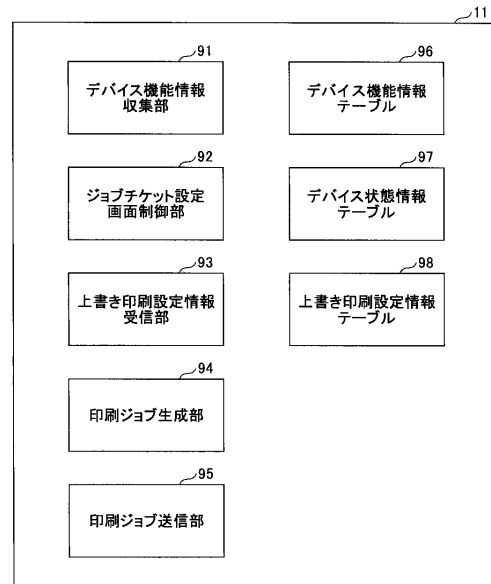 11
91
デバイス機能情報
収集部
96
デバイス機能情報
テーブル
92
ジョブチケット設定
画面制御部
97
デバイス状態情報
テーブル
93
上書き印刷設定情報
受信部
98
上書き印刷設定情報
テーブル
94
印刷ジョブ生成部
95
印刷ジョブ送信部